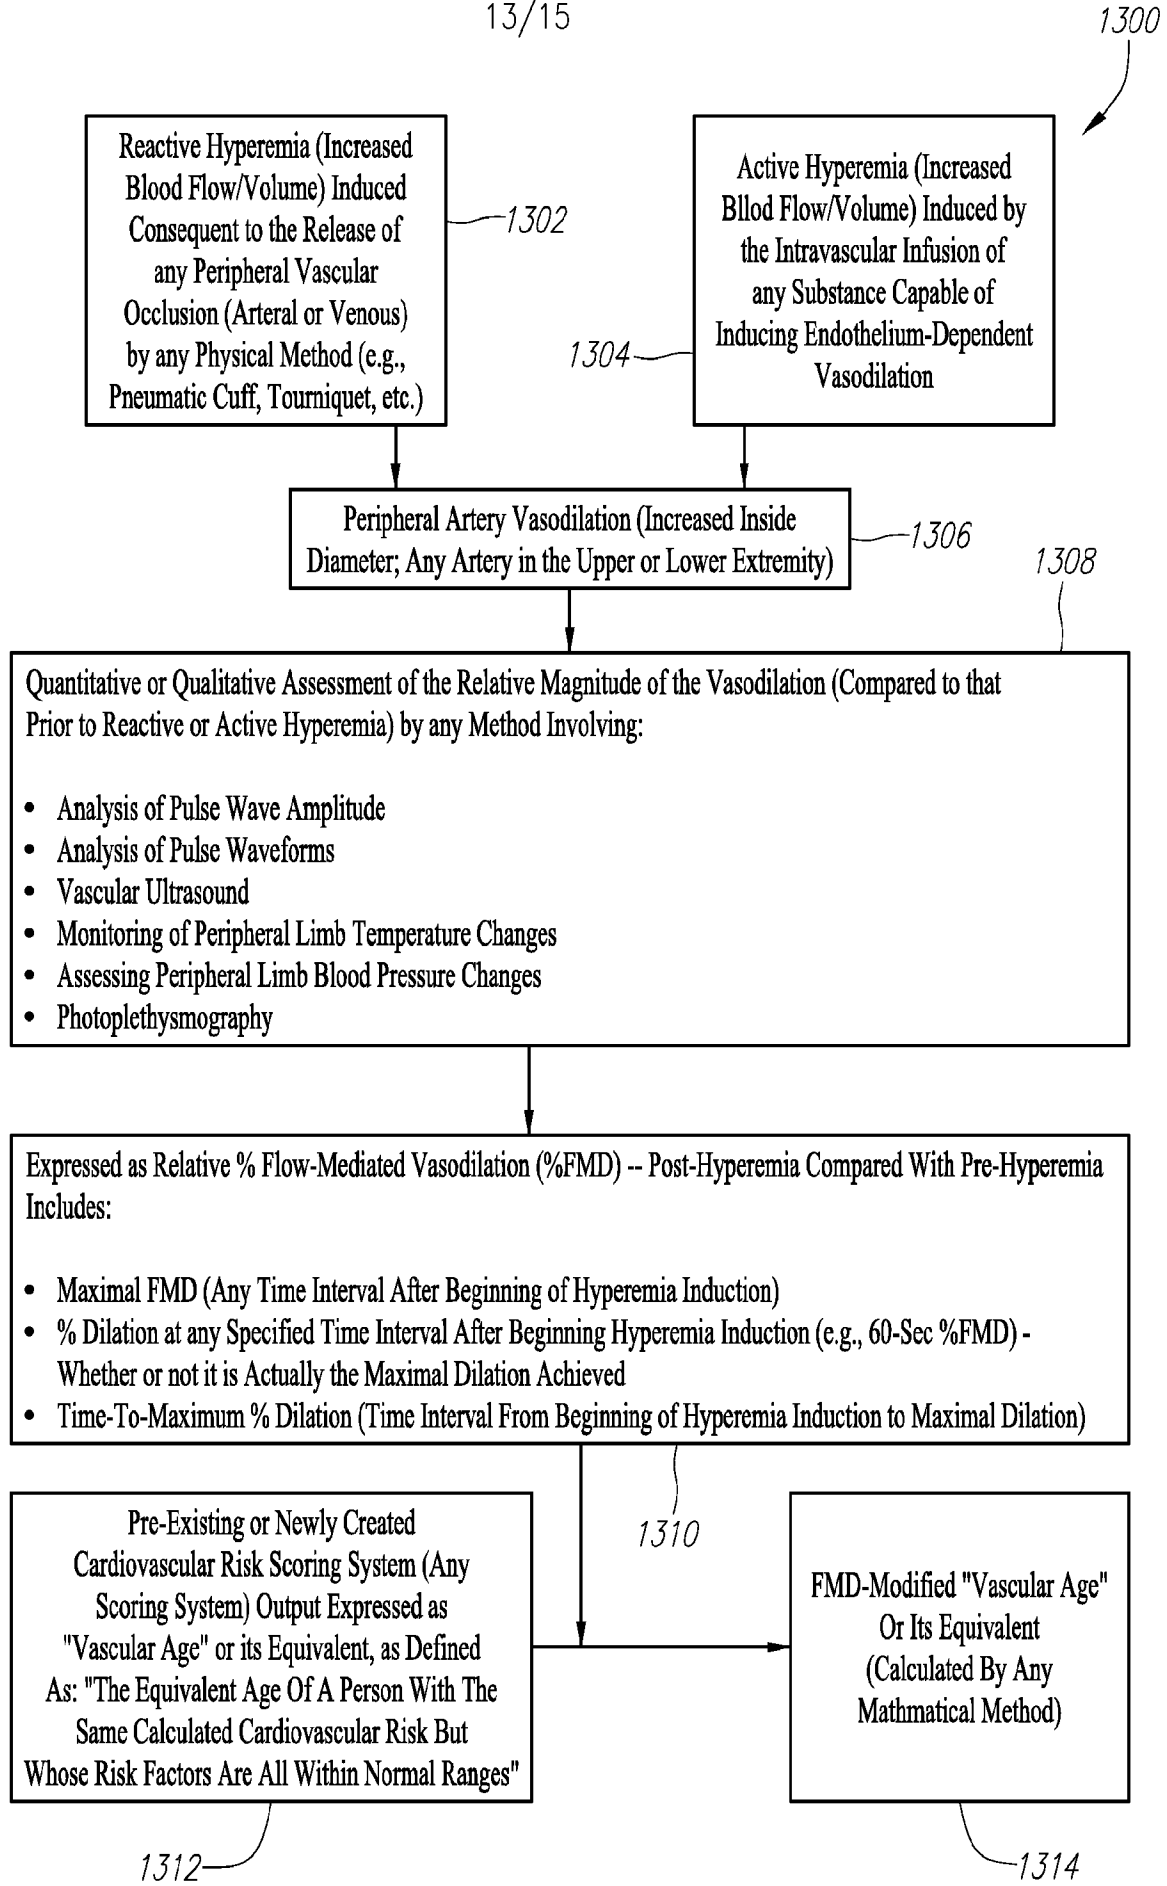 13/15
1300
Reactive Hyperemia (Increased
Blood Flow/Volume) Induced
Consequent to the Release of
any Peripheral Vascular
Occlusion (Arteral or Venous)
by any Physical Method (e.g.,
Pneumatic Cuff, Tourniquet, etc.)
1302
Active Hyperemia (Increased
Bllod Flow/Volume) Induced by
the Intravascular Infusion of
any Substance Capable of
Inducing Endothelium-Dependent
Vasodilation
1304
Peripheral Artery Vasodilation (Increased Inside
Diameter; Any Artery in the Upper or Lower Extremity)
1306
1308
Quantitative or Qualitative Assessment of the Relative Magnitude of the Vasodilation (Compared to that
Prior to Reactive or Active Hyperemia) by any Method Involving:
• Analysis of Pulse Wave Amplitude
• Analysis of Pulse Waveforms
• Vascular Ultrasound
• Monitoring of Peripheral Limb Temperature Changes
• Assessing Peripheral Limb Blood Pressure Changes
• Photoplethysmography
Expressed as Relative % Flow-Mediated Vasodilation (%FMD) -- Post-Hyperemia Compared With Pre-Hyperemia
Includes:
• Maximal FMD (Any Time Interval After Beginning of Hyperemia Induction)
• % Dilation at any Specified Time Interval After Beginning Hyperemia Induction (e.g., 60-Sec %FMD) -
Whether or not it is Actually the Maximal Dilation Achieved
• Time-To-Maximum % Dilation (Time Interval From Beginning of Hyperemia Induction to Maximal Dilation)
1310
Pre-Existing or Newly Created
Cardiovascular Risk Scoring System (Any
Scoring System) Output Expressed as
"Vascular Age" or its Equivalent, as Defined
As: "The Equivalent Age Of A Person With The
Same Calculated Cardiovascular Risk But
Whose Risk Factors Are All Within Normal Ranges"
1312
FMD-Modified "Vascular Age"
Or Its Equivalent
(Calculated By Any
Mathmatical Method)
1314